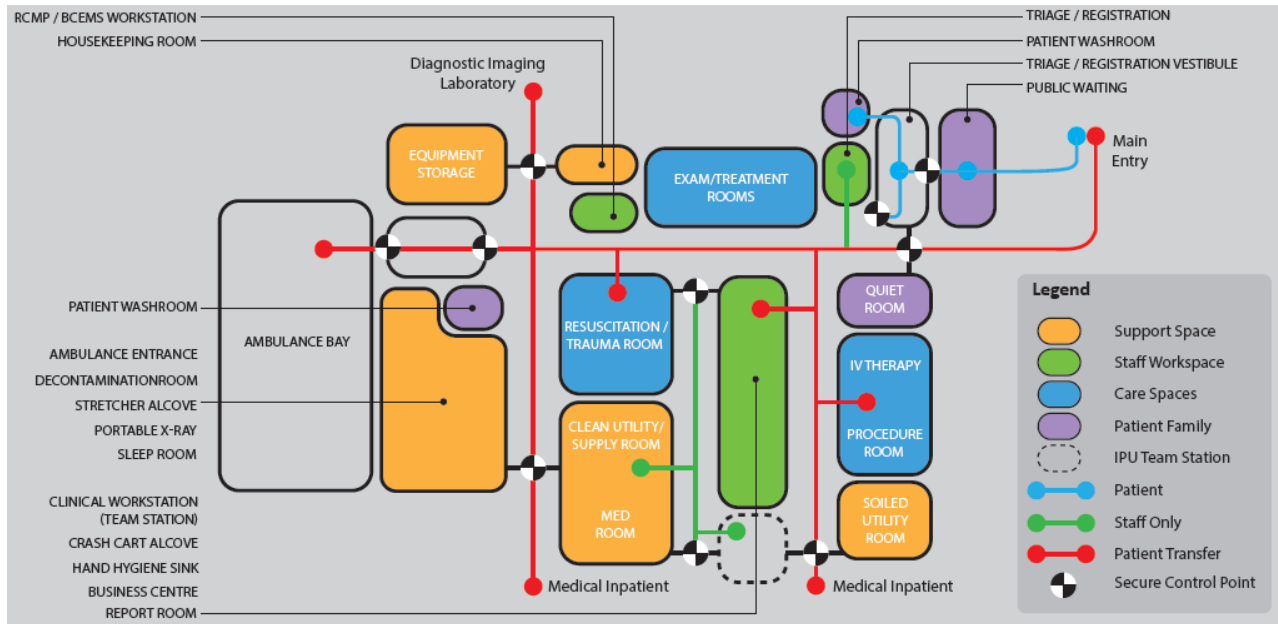 RCMP / BCEMS WORKSTATION
HOUSEKEEPING ROOM
Diagnostic Imaging
Laboratory
TRIAGE / REGISTRATION
PATIENT WASHROOM
TRIAGE / REGISTRATION VESTIBULE
PUBLIC WAITING
Main
Entry
EQUIPMENT
STORAGE
EXAM/TREATMENT
ROOMS
PATIENT WASHROOM
AMBULANCE BAY
AMBULANCE ENTRANCE
DECONTAMINATIONROOM
STRETCHER ALCOVE
PORTABLE X-RAY
SLEEP ROOM
CLINICAL WORKSTATION
(TEAM STATION)
CRASH CART ALCOVE
HAND HYGIENE SINK
BUSINESS CENTRE
REPORT ROOM
RESUSCITATION /
TRAUMA ROOM
CLEAN UTILITY/
SUPPLY ROOM
MED
ROOM
QUIET
ROOM
IV THERAPY
PROCEDURE
ROOM
SOILED
UTILITY
ROOM
Medical Inpatient
Medical Inpatient
Legend
Support Space
Staff Workspace
Care Spaces
Patient Family
IPU Team Station
Patient
Staff Only
Patient Transfer
Secure Control Point